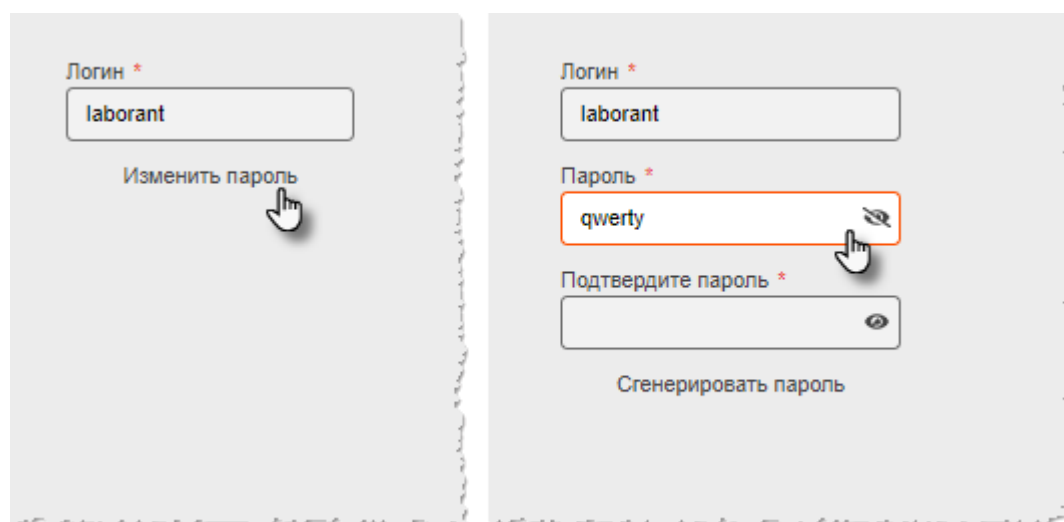 Логин *
laborant
Изменить пароль
Логин *
laborant
Пароль *
qwerty
Подтвердите пароль *
Сгенерировать пароль